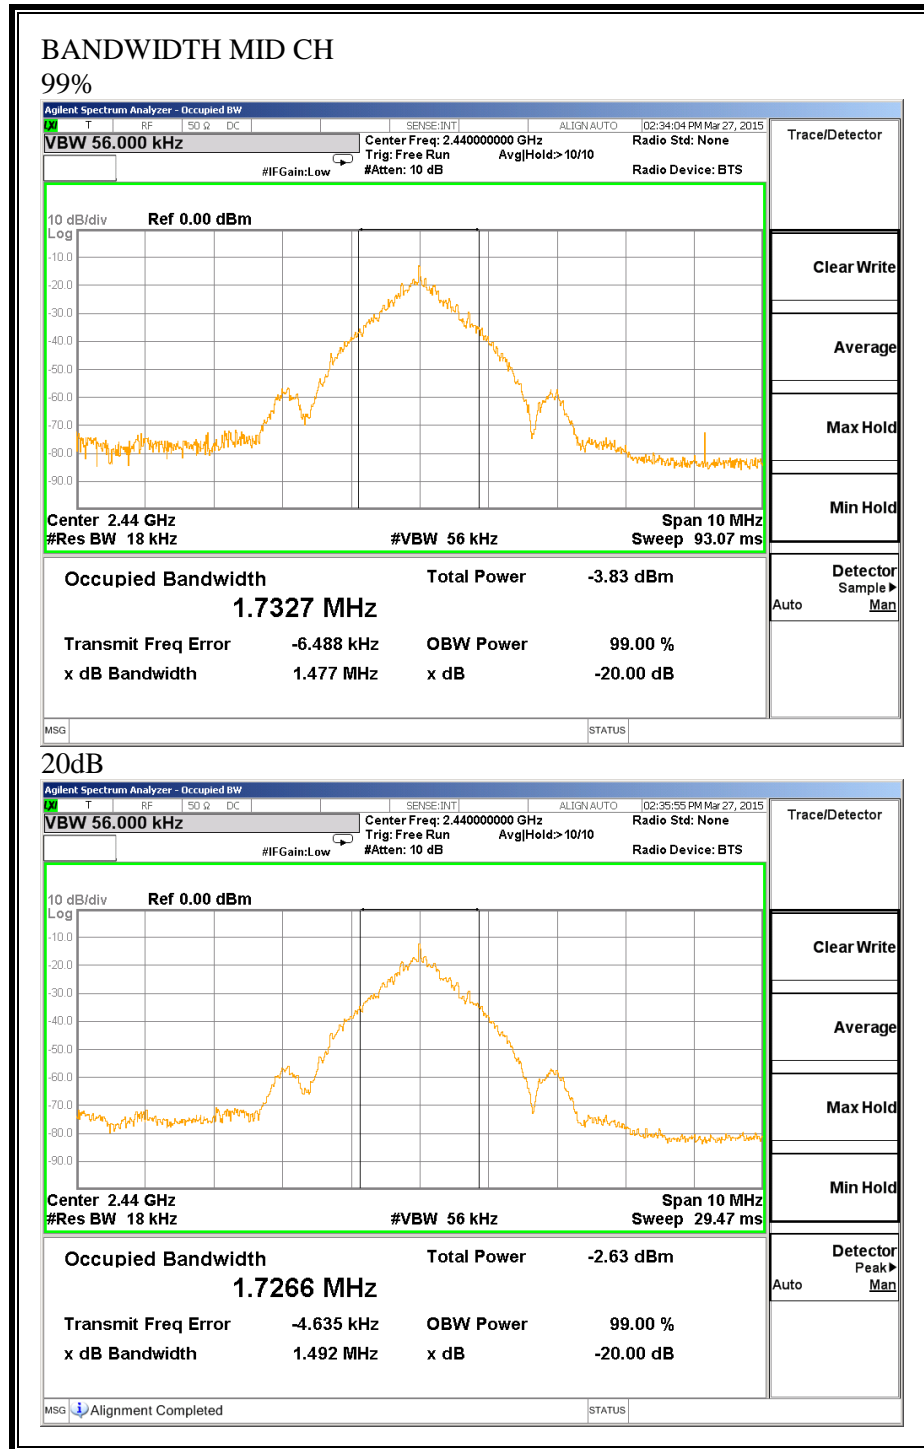 BANDWIDTH MID CH
99%
Agilent Spectrum Analyzer - Occupied BW
LXI T RF 50 Ω DC SENSE:INT ALIGN AUTO 02:34:04 PM Mar 27, 2015
VBW 56.000 kHz
Center Freq: 2.440000000 GHz Radio Std: None
Trig: Free Run Avg|Hold:>10/10
#IFGain:Low #Atten: 10 dB Radio Device: BTS
Trace/Detector
10 dB/div Ref 0.00 dBm
Log
-10.0
-20.0
-30.0
-40.0
-50.0
-60.0
-70.0
-80.0
-90.0
Center 2.44 GHz Span 10 MHz
#Res BW 18 kHz #VBW 56 kHz Sweep 93.07 ms
Clear Write
Average
Max Hold
Min Hold
Detector
Sample
Auto Man
Occupied Bandwidth Total Power -3.83 dBm
1.7327 MHz
Transmit Freq Error -6.488 kHz OBW Power 99.00 %
x dB Bandwidth 1.477 MHz x dB -20.00 dB
MSG STATUS
20dB
Agilent Spectrum Analyzer - Occupied BW
LXI T RF 50 Ω DC SENSE:INT ALIGN AUTO 02:35:55 PM Mar 27, 2015
VBW 56.000 kHz
Center Freq: 2.440000000 GHz Radio Std: None
Trig: Free Run Avg|Hold:>10/10
#IFGain:Low #Atten: 10 dB Radio Device: BTS
Trace/Detector
10 dB/div Ref 0.00 dBm
Log
-10.0
-20.0
-30.0
-40.0
-50.0
-60.0
-70.0
-80.0
-90.0
Center 2.44 GHz Span 10 MHz
#Res BW 18 kHz #VBW 56 kHz Sweep 29.47 ms
Clear Write
Average
Max Hold
Min Hold
Detector
Peak
Auto Man
Occupied Bandwidth Total Power -2.63 dBm
1.7266 MHz
Transmit Freq Error -4.635 kHz OBW Power 99.00 %
x dB Bandwidth 1.492 MHz x dB -20.00 dB
MSG Alignment Completed STATUS